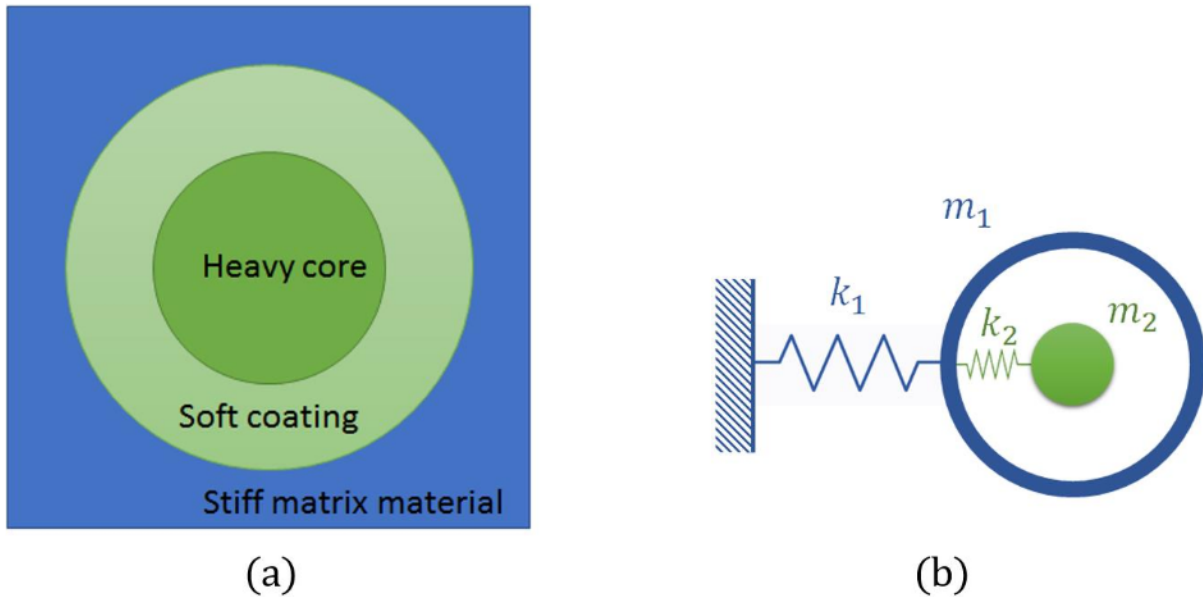 Heavy core
Soft coating
Stiff matrix material
(a)
m₁
k₁
k₂
m₂
(b)